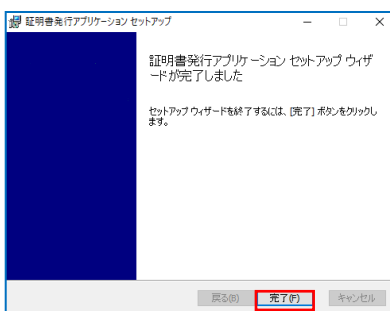 証明書発行アプリケーション セットアップ
証明書発行アプリケーション セットアップ ウィザ
ードが完了しました
セットアップ ウィザードを終了するには、[完了] ボタンをクリックし
ます。
戻る(B) 完了(F) キャンセル